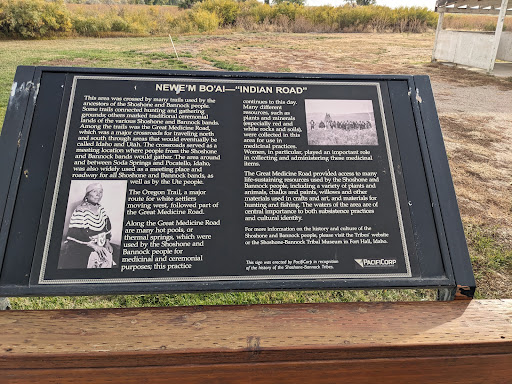 NEWE'M BO'AI—"INDIAN ROAD"
This area was crossed by many trails used by the
ancestors of the Shoshone and Bannock people.
Some trails connected hunting and gathering
grounds; others marked traditional ceremonial
lands of the various Shoshone and Bannock bands.
Among the trails was the Great Medicine Road,
which was a major crossroads for traveling north
and south through areas that would eventually be
called Idaho and Utah. The crossroads served as a
meeting location where people from the Shoshone
and Bannock bands would gather. The area around
and between Soda Springs and Pocatello, Idaho,
was also widely used as a meeting place and
roadway for all Shoshone and Bannock bands, as
well as by the Ute people.
The Oregon Trail, a major
route for white settlers
moving west, followed part of
the Great Medicine Road.
Along the Great Medicine
Road are many hot pools, or
thermal springs, which were
used by the Shoshone and
Bannock people for
medicinal and ceremonial
purposes; this practice
continues to this day.
Many different
resources, such as
plants and minerals
(especially red and
white rocks and soils),
were collected in this
area for use in
medicinal practices.
Women, in particular, played an important role
in collecting and administering these medicinal
items.
The Great Medicine Road provided access to many
life-sustaining resources used by the Shoshone and
Bannock people, including a variety of plants and
animals, chalks and paints, willows and other
materials used in crafts and art, and materials for
hunting and fishing. The waters of the area are of
central importance to both subsistence practices
and cultural identity.
For more information on the history and culture of the
Shoshone and Bannock people, please visit the Tribes' website
or the Shoshone-Bannock Tribal Museum in Fort Hall, Idaho.
This sign was erected by PacifiCorp in recognition
of the history of the Shoshone-Bannock Tribes.
PACIFICORP